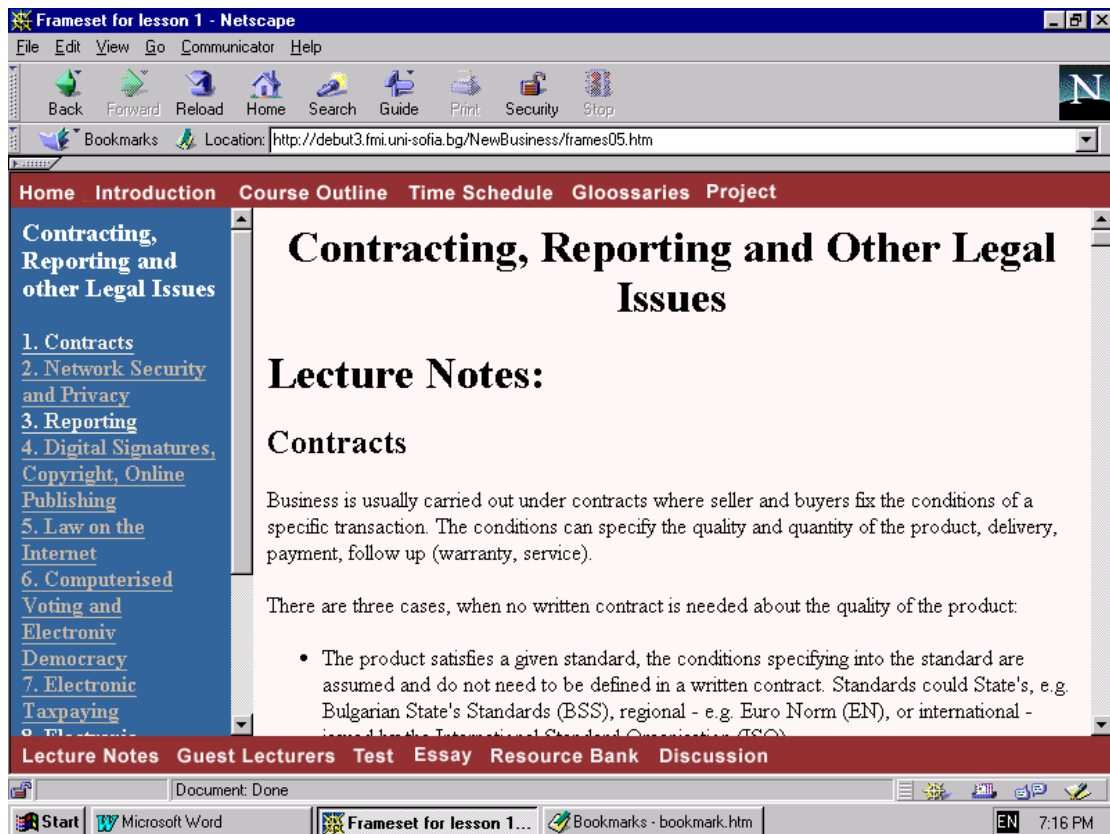 Frameset for lesson 1 - Netscape
File Edit View Go Communicator Help
Back Forward Reload Home Search Guide Print Security Stop
N
Bookmarks Location: http://debut3.fmi.uni-sofia.bg/NewBusiness/frames05.htm
Home Introduction Course Outline Time Schedule Gloossaries Project
Contracting,
Reporting and
other Legal Issues
1. Contracts
2. Network Security
and Privacy
3. Reporting
4. Digital Signatures,
Copyright, Online
Publishing
5. Law on the
Internet
6. Computerised
Voting and
Electroniv
Democracy
7. Electronic
Taxpaying
8. Electronic
Contracting, Reporting and Other Legal
Issues
Lecture Notes:
Contracts
Business is usually carried out under contracts where seller and buyers fix the conditions of a
specific transaction. The conditions can specify the quality and quantity of the product, delivery,
payment, follow up (warranty, service).
There are three cases, when no written contract is needed about the quality of the product:
• The product satisfies a given standard, the conditions specifying into the standard are
assumed and do not need to be defined in a written contract. Standards could State's, e.g.
Bulgarian State's Standards (BSS), regional - e.g. Euro Norm (EN), or international -
issued by the International Standard Organisation (ISO)
Lecture Notes Guest Lecturers Test Essay Resource Bank Discussion
Document: Done
Start Microsoft Word Frameset for lesson 1... Bookmarks - bookmark.htm EN 7:16 PM